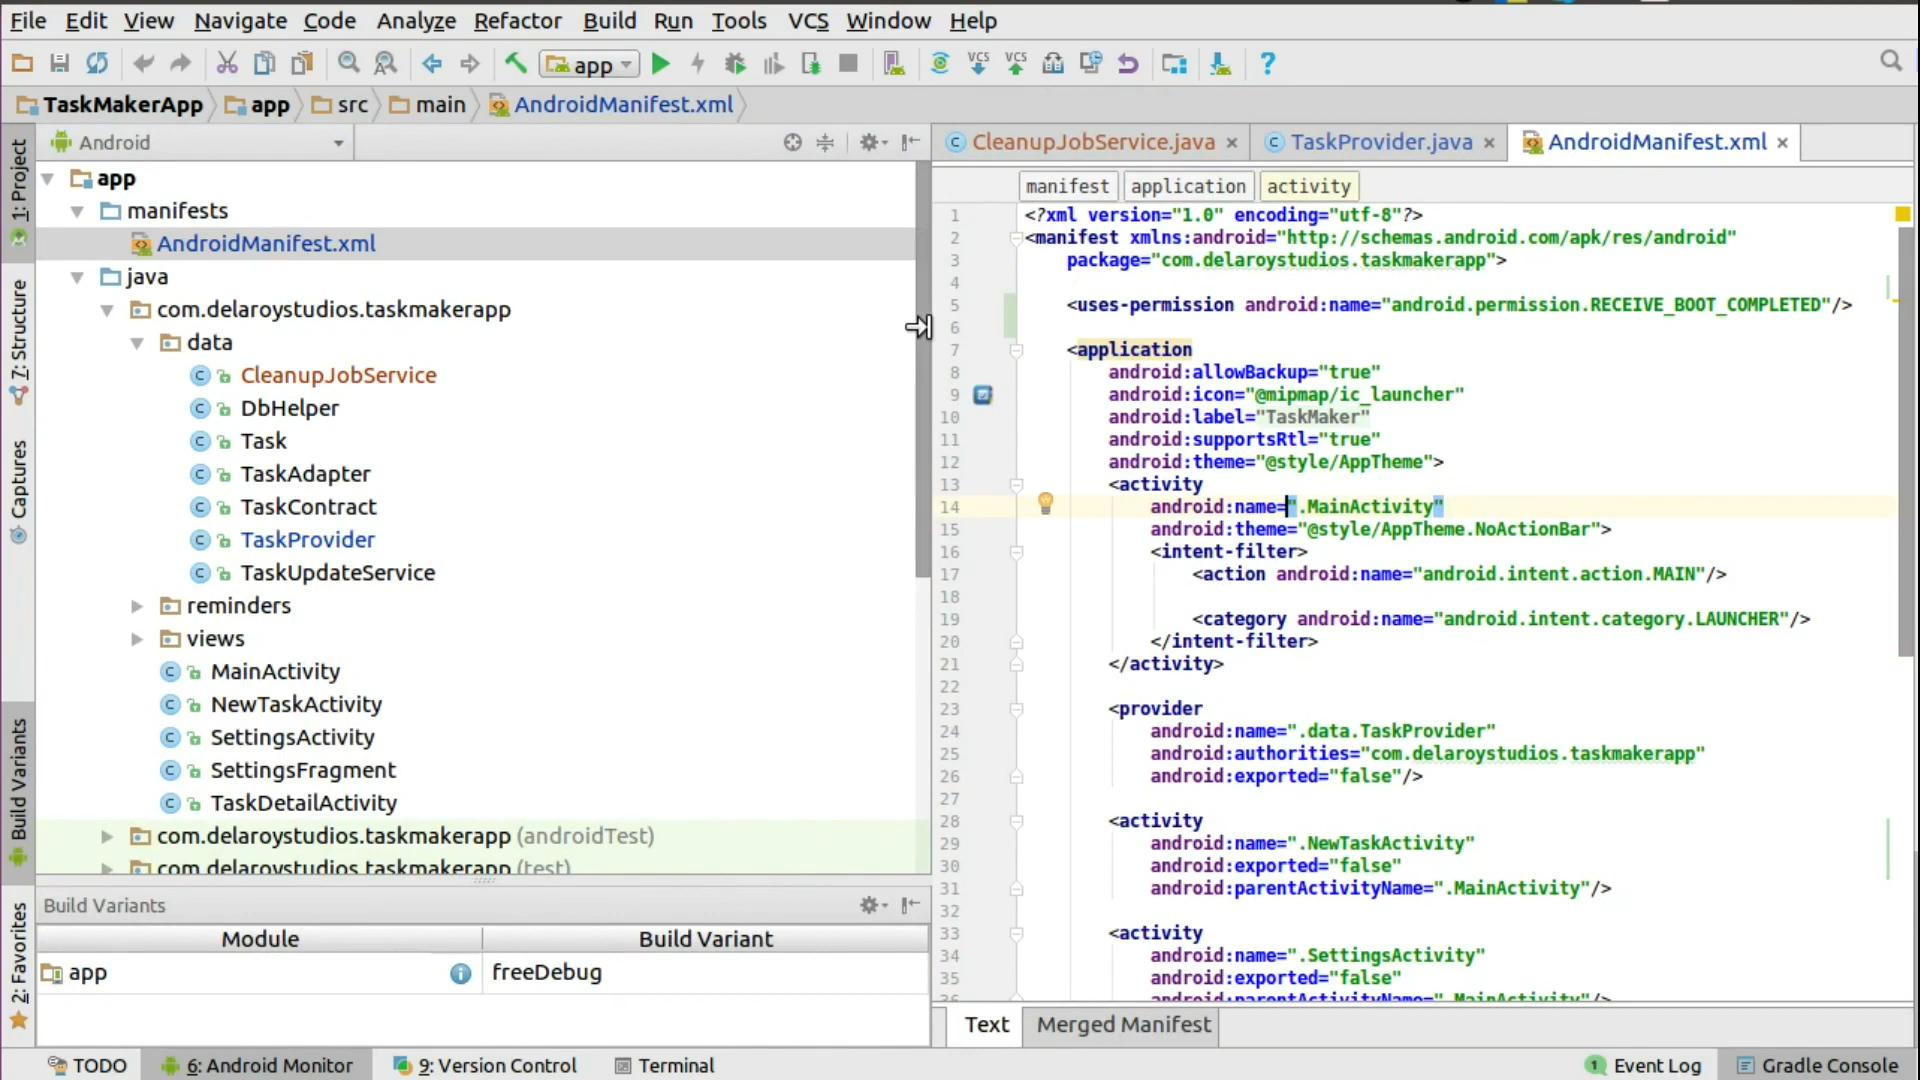 File Edit View Navigate Code Analyze Refactor Build Run Tools VCS Window Help
app VCS VCS ?
TaskMakerApp app src main AndroidManifest.xml
Android
CleanupJobService.java TaskProvider.java AndroidManifest.xml
1: Project
7: Structure
Captures
Build Variants
2: Favorites
app
manifests
AndroidManifest.xml
java
com.delaroystudios.taskmakerapp
data
CleanupJobService
DbHelper
Task
TaskAdapter
TaskContract
TaskProvider
TaskUpdateService
reminders
views
MainActivity
NewTaskActivity
SettingsActivity
SettingsFragment
TaskDetailActivity
com.delaroystudios.taskmakerapp (androidTest)
com.delaroystudios.taskmakerapp (test)
Build Variants
Module Build Variant
app freeDebug
manifest application activity
1 <?xml version="1.0" encoding="utf-8"?>
2 <manifest xmlns:android="http://schemas.android.com/apk/res/android"
3 package="com.delaroystudios.taskmakerapp">
4
5 <uses-permission android:name="android.permission.RECEIVE_BOOT_COMPLETED"/>
6
7 <application
8 android:allowBackup="true"
9 android:icon="@mipmap/ic_launcher"
10 android:label="TaskMaker"
11 android:supportsRtl="true"
12 android:theme="@style/AppTheme">
13 <activity
14 android:name=".MainActivity"
15 android:theme="@style/AppTheme.NoActionBar">
16 <intent-filter>
17 <action android:name="android.intent.action.MAIN"/>
18
19 <category android:name="android.intent.category.LAUNCHER"/>
20 </intent-filter>
21 </activity>
22
23 <provider
24 android:name=".data.TaskProvider"
25 android:authorities="com.delaroystudios.taskmakerapp"
26 android:exported="false"/>
27
28 <activity
29 android:name=".NewTaskActivity"
30 android:exported="false"
31 android:parentActivityName=".MainActivity"/>
32
33 <activity
34 android:name=".SettingsActivity"
35 android:exported="false"
36 android:parentActivityName=".MainActivity"/>
Text Merged Manifest
TODO 6: Android Monitor 9: Version Control Terminal 1 Event Log Gradle Console